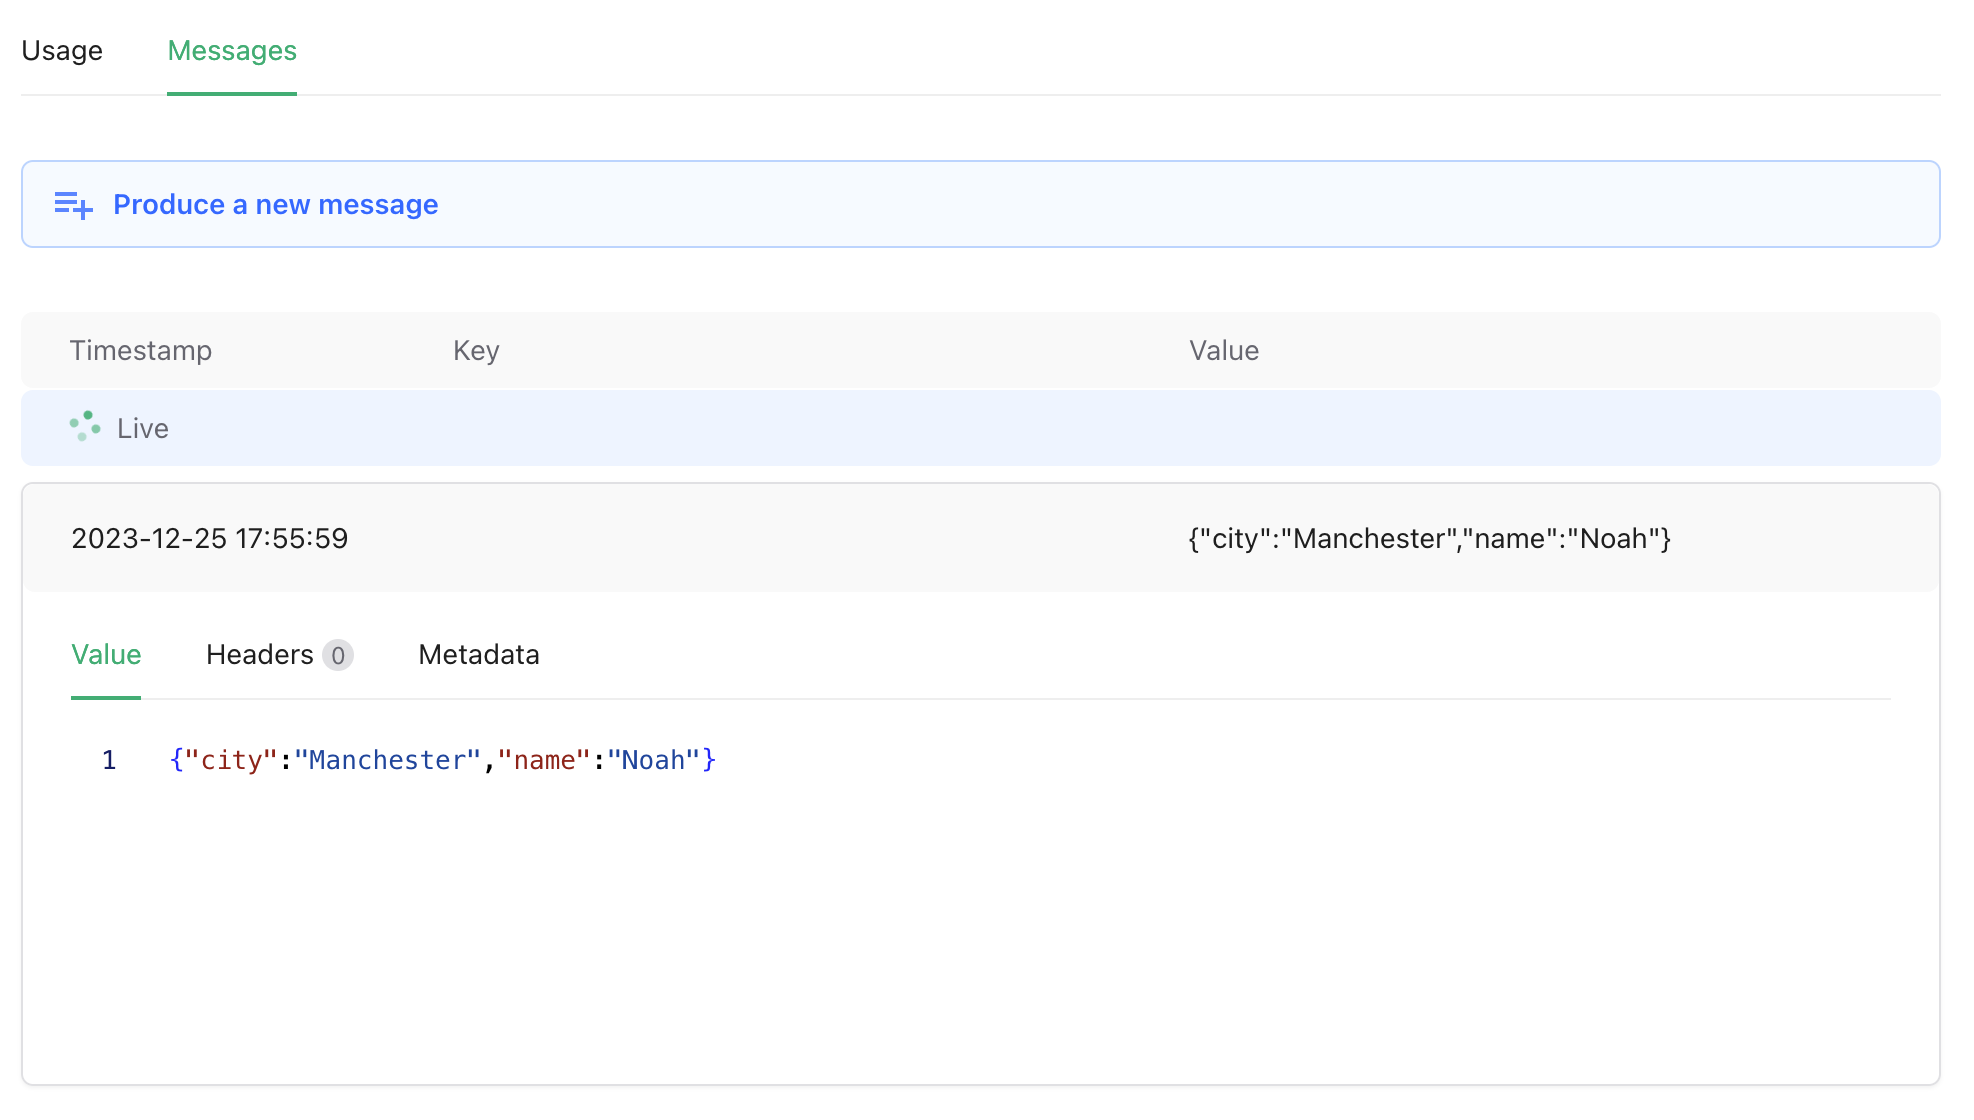 Usage Messages
Produce a new message
Timestamp Key Value
Live
2023-12-25 17:55:59 {"city":"Manchester","name":"Noah"}
Value Headers 0 Metadata
1 {"city":"Manchester","name":"Noah"}